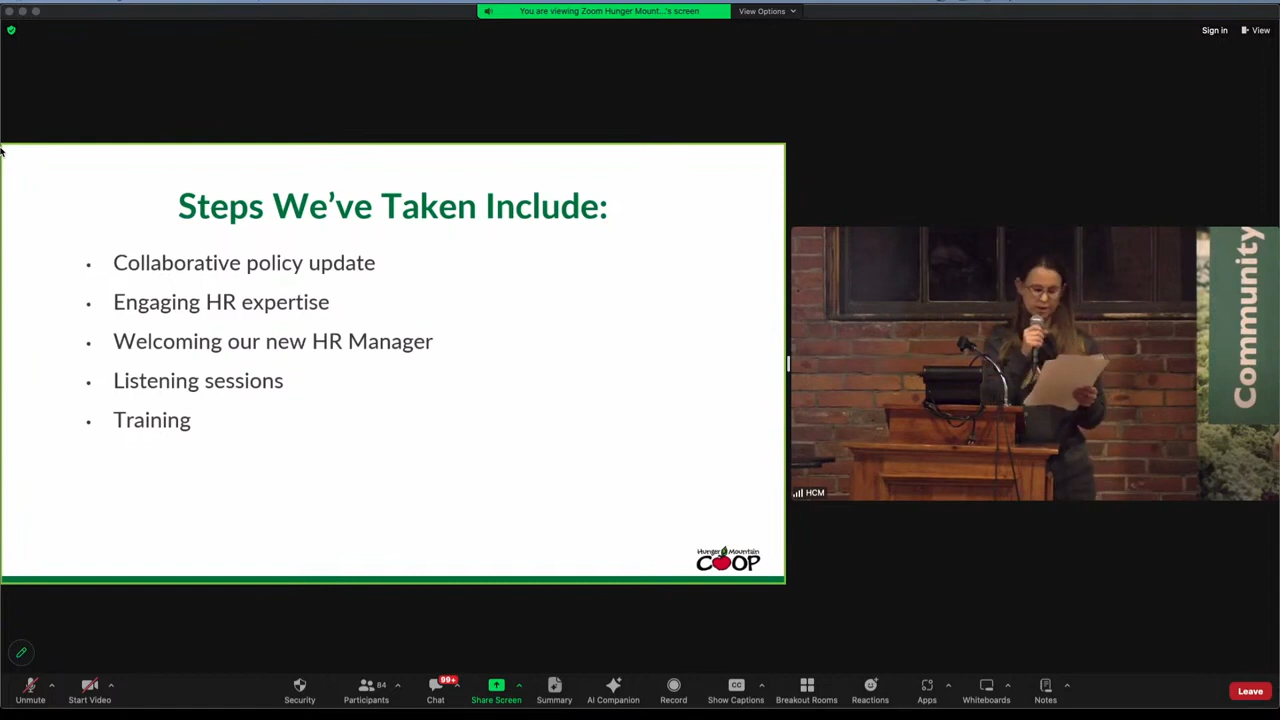 You are viewing Zoom Hunger Mount...'s screen
View Options
Sign in
View
Steps We've Taken Include:
• Collaborative policy update
• Engaging HR expertise
• Welcoming our new HR Manager
• Listening sessions
• Training
Hunger Mountain
COOP
Community
HCM
Unmute
Start Video
Security
84
Participants
99+
Chat
Share Screen
Summary
AI Companion
Record
CC
Show Captions
Breakout Rooms
Reactions
Apps
Whiteboards
Notes
Leave